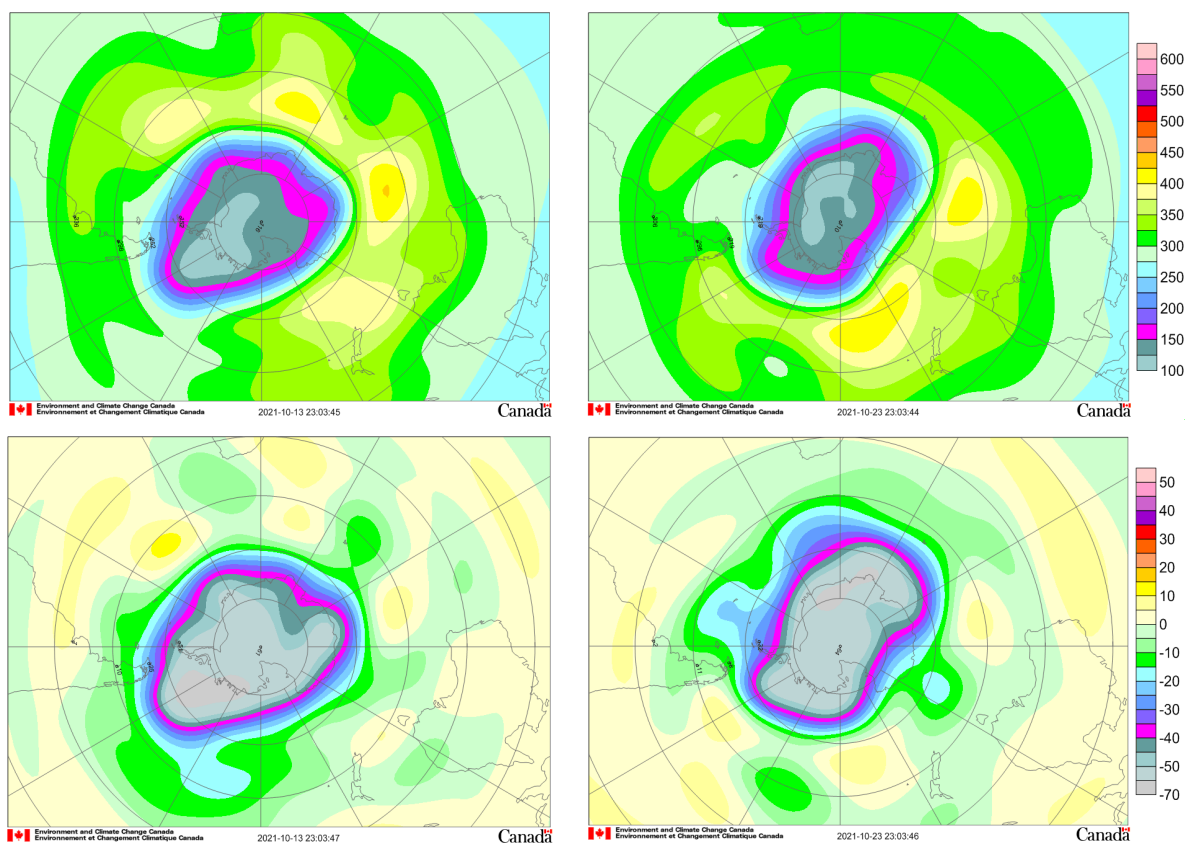 600
550
500
450
400
350
300
250
200
150
100
Environment and Climate Change Canada
Environnement et Changement Climatique Canada
2021-10-13 23:03:45
Canada
Environment and Climate Change Canada
Environnement et Changement Climatique Canada
2021-10-23 23:03:44
Canada
50
40
30
20
10
0
-10
-20
-30
-40
-50
-70
Environment and Climate Change Canada
Environnement et Changement Climatique Canada
2021-10-13 23:03:47
Canada
Environment and Climate Change Canada
Environnement et Changement Climatique Canada
2021-10-23 23:03:46
Canada